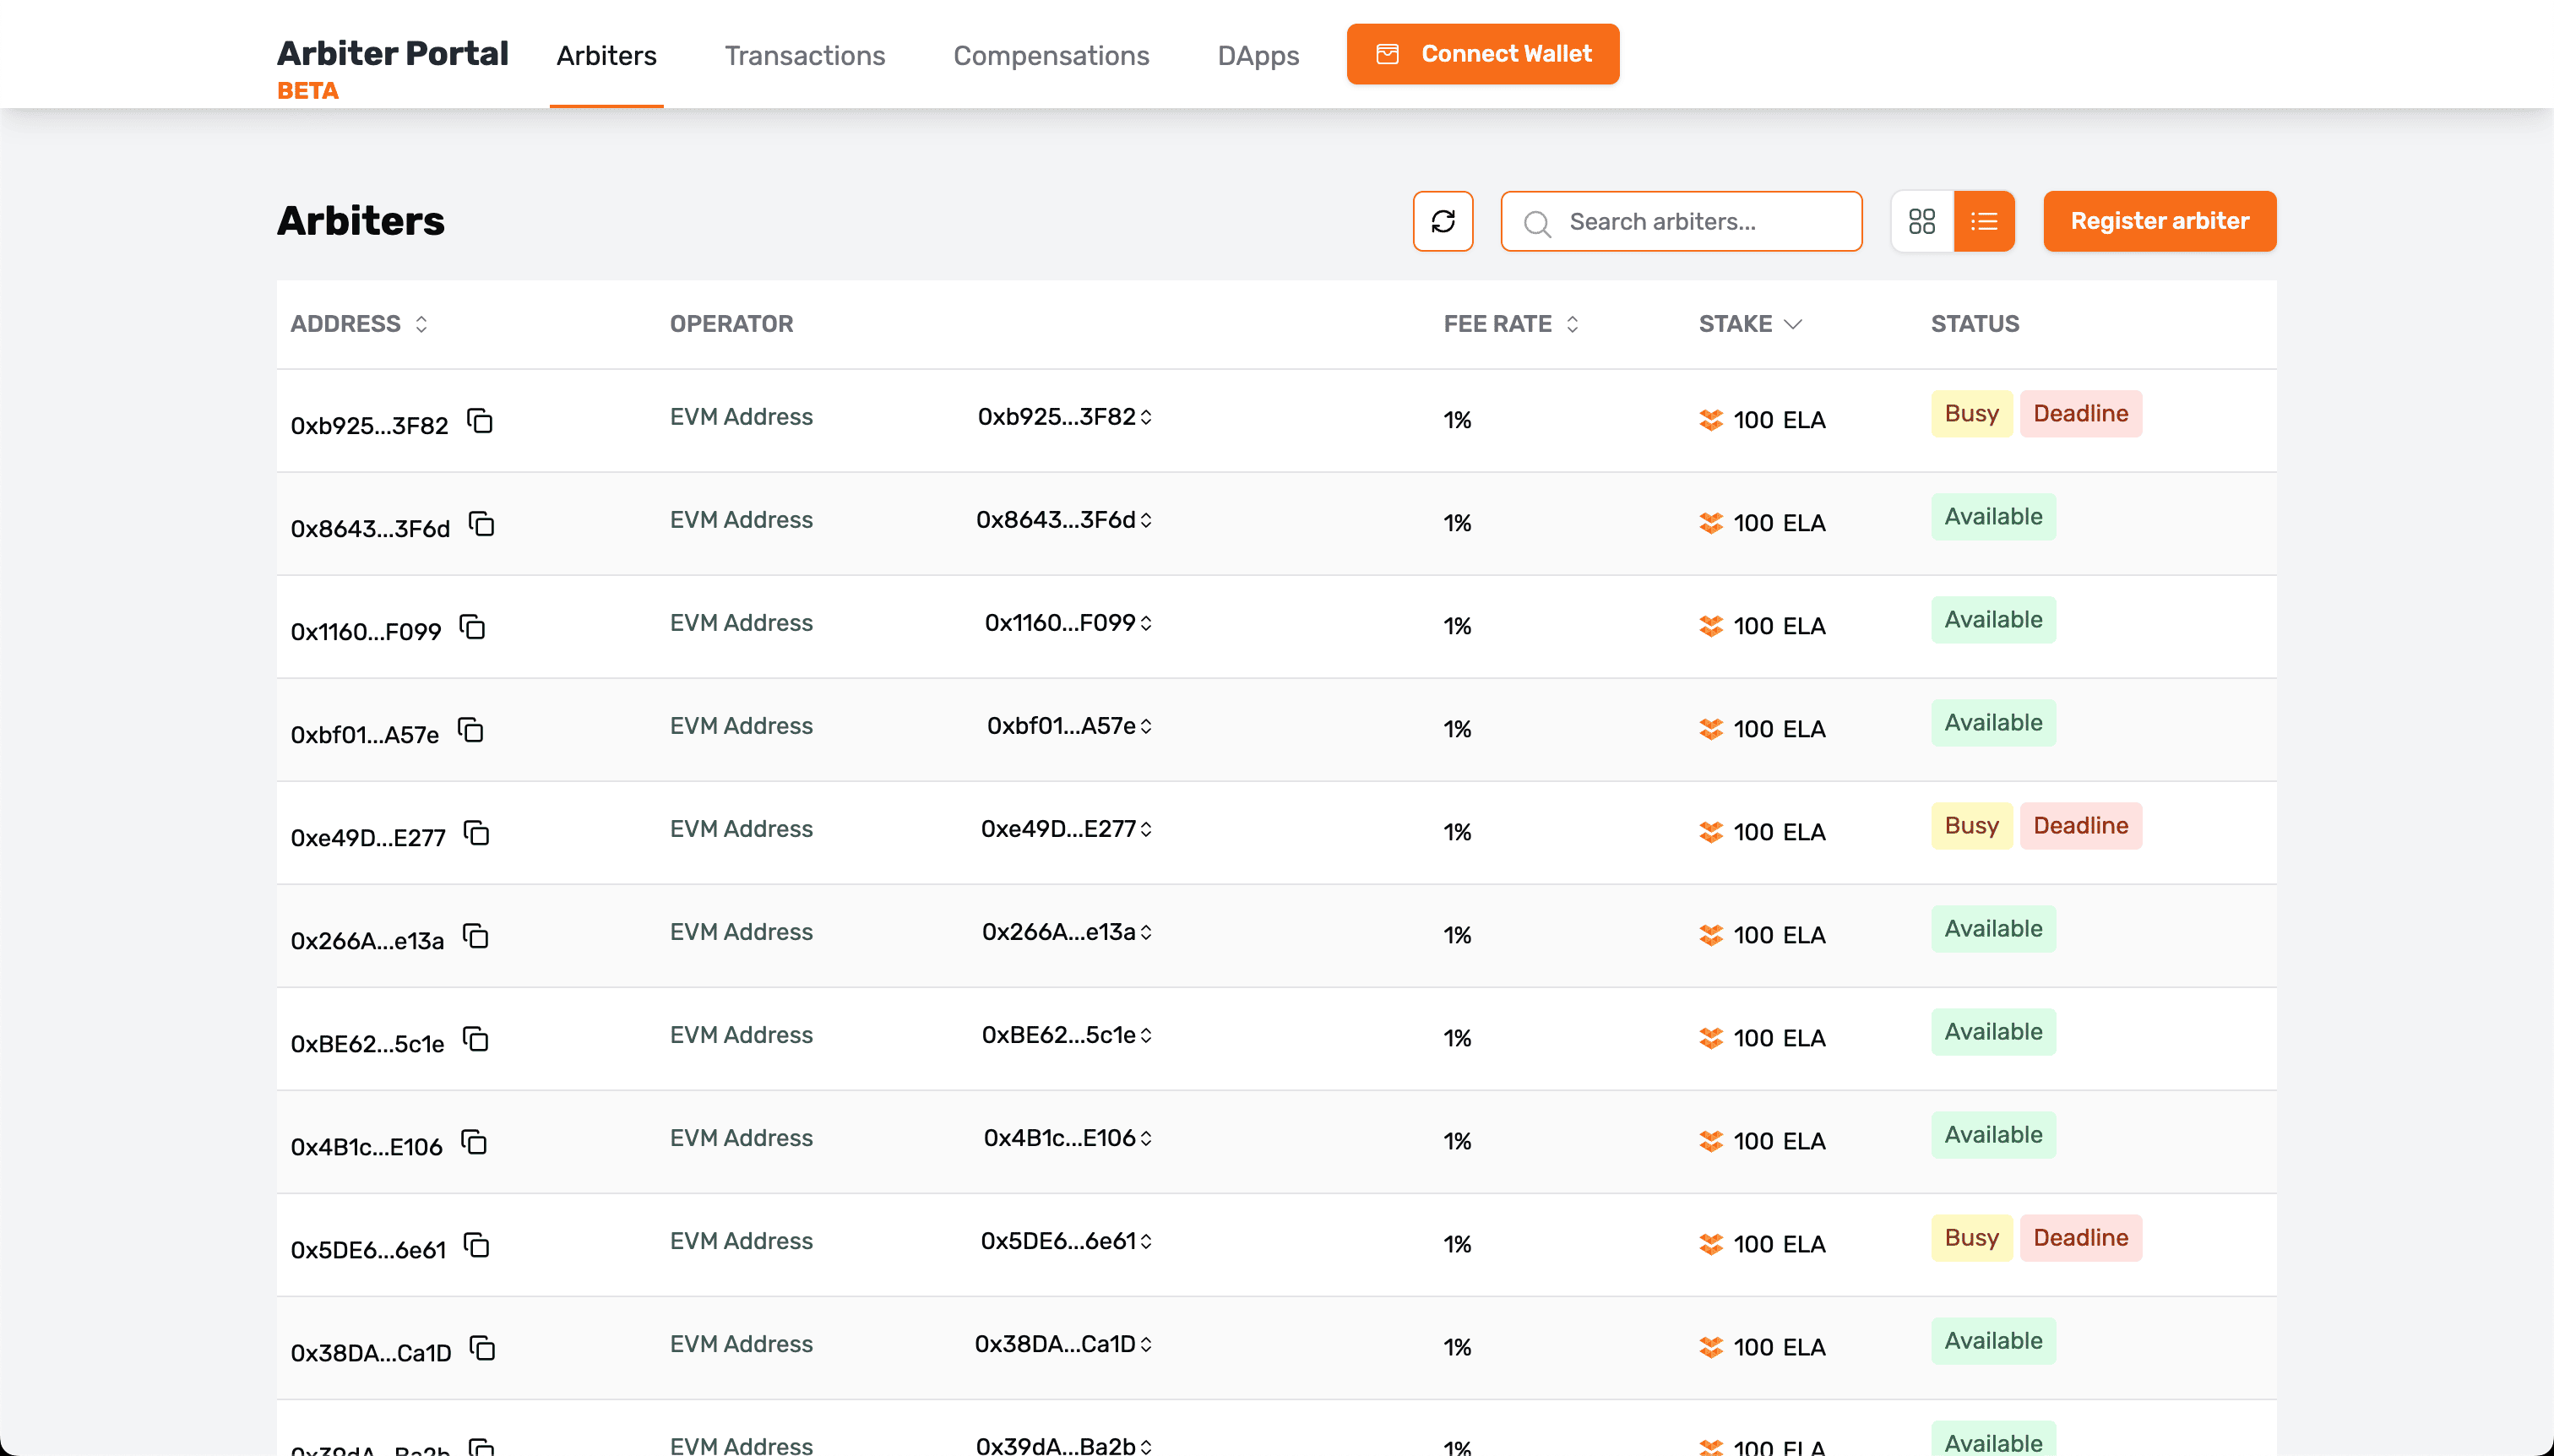 Arbiter Portal
BETA
Arbiters Transactions Compensations DApps Connect Wallet
Arbiters Search arbiters... Register arbiter
ADDRESS OPERATOR FEE RATE STAKE STATUS
0xb925...3F82 EVM Address 0xb925...3F82 1% 100 ELA Busy Deadline
0x8643...3F6d EVM Address 0x8643...3F6d 1% 100 ELA Available
0x1160...F099 EVM Address 0x1160...F099 1% 100 ELA Available
0xbf01...A57e EVM Address 0xbf01...A57e 1% 100 ELA Available
0xe49D...E277 EVM Address 0xe49D...E277 1% 100 ELA Busy Deadline
0x266A...e13a EVM Address 0x266A...e13a 1% 100 ELA Available
0xBE62...5c1e EVM Address 0xBE62...5c1e 1% 100 ELA Available
0x4B1c...E106 EVM Address 0x4B1c...E106 1% 100 ELA Available
0x5DE6...6e61 EVM Address 0x5DE6...6e61 1% 100 ELA Busy Deadline
0x38DA...Ca1D EVM Address 0x38DA...Ca1D 1% 100 ELA Available
0x39dA...Ba2b EVM Address 0x39dA...Ba2b 1% 100 ELA Available